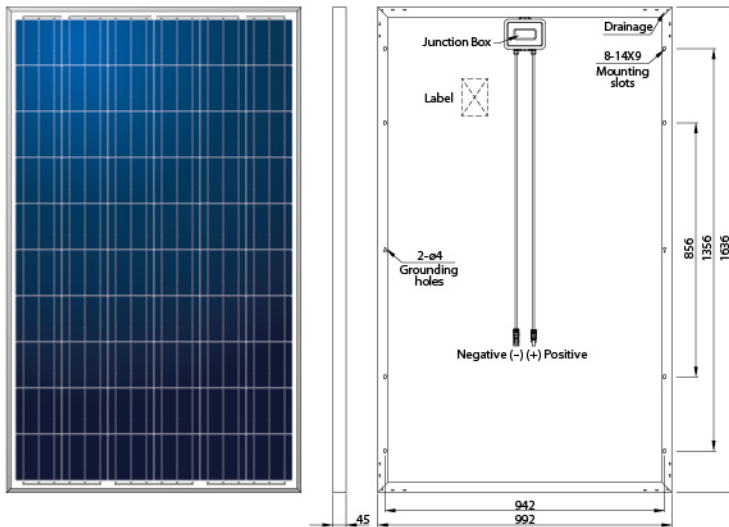 Drainage
Junction Box
8-14X9
Mounting
slots
Label
2-ø4
Grounding
holes
856
1356
1636
Negative (-) (+) Positive
942
45
992